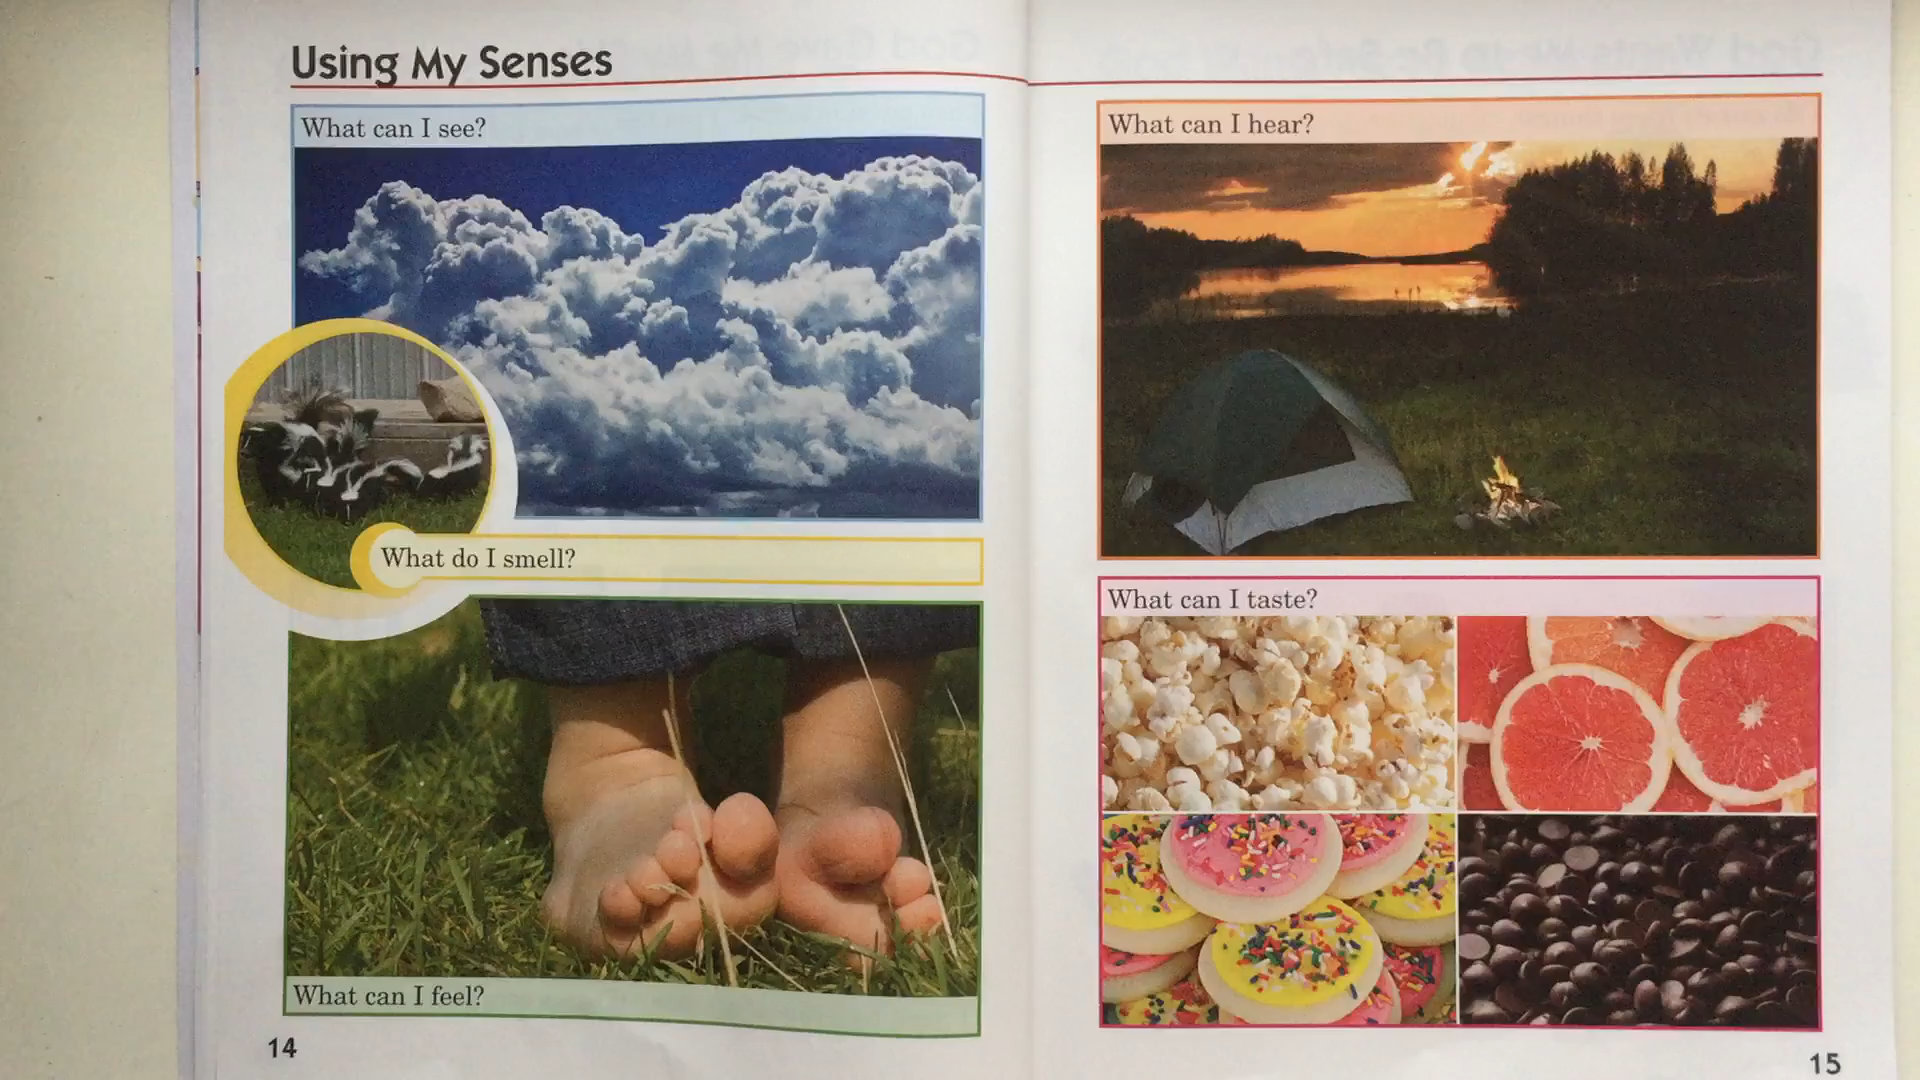 Using My Senses
What can I see?
What do I smell?
What can I feel?
14
What can I hear?
What can I taste?
15